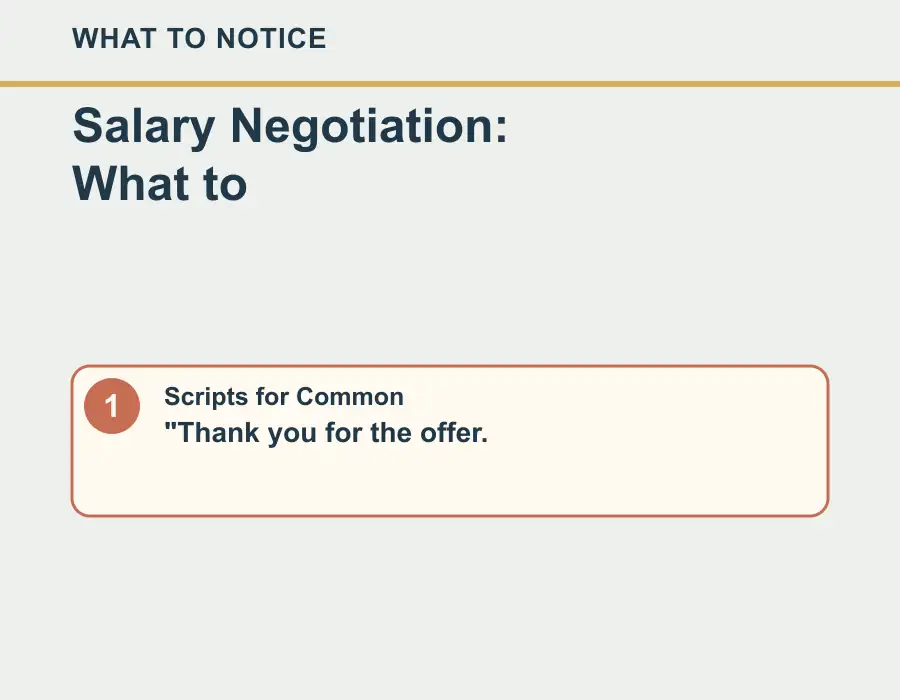 WHAT TO NOTICE
Salary Negotiation:
What to
1
Scripts for Common
"Thank you for the offer.